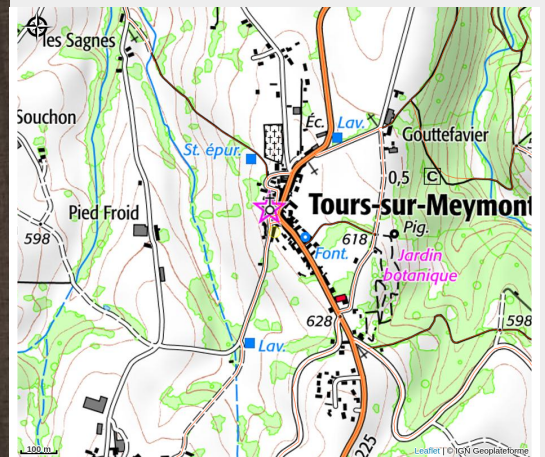 les Sagnes
Souchon
St. épur.
Éc.
Lav.
Gouttefavier
0,5
C
Pied Froid
Tours-sur-Meymont
598
618
Pig.
Font.
Jardin
botanique
628
598
Lav.
225
100 m
Leaflet | © IGN Geoplateforme